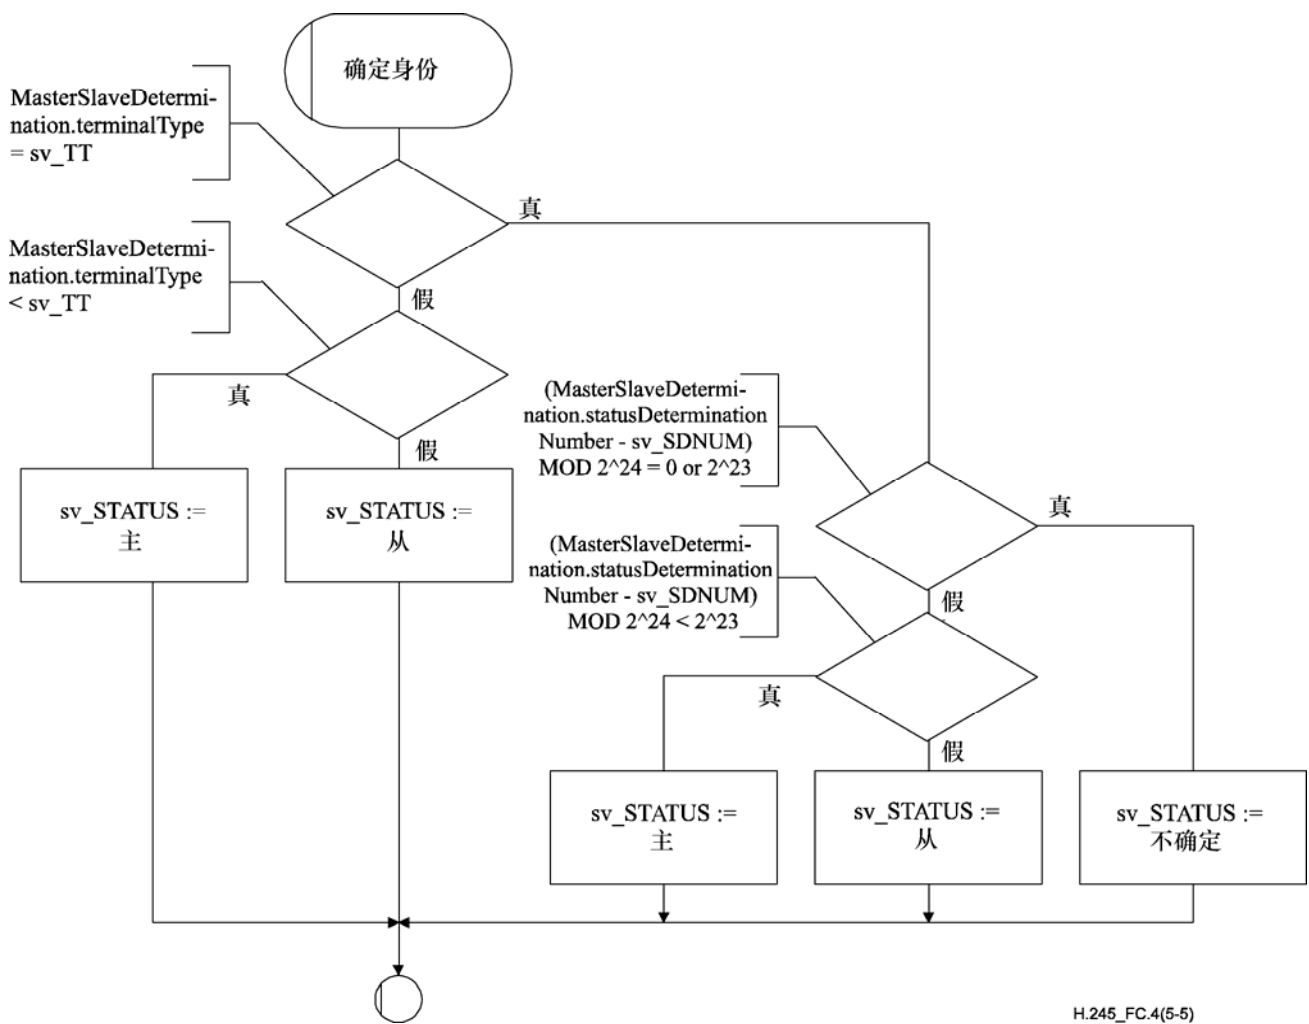 确定身份
MasterSlaveDetermi-
nation.terminalType
= sv_TT
真
MasterSlaveDetermi-
nation.terminalType
< sv_TT
假
真
假
(MasterSlaveDetermi-
nation.statusDetermination
Number - sv_SDNUM)
MOD 2^24 = 0 or 2^23
真
sv_STATUS :=
主
sv_STATUS :=
从
(MasterSlaveDetermi-
nation.statusDetermination
Number - sv_SDNUM)
MOD 2^24 < 2^23
假
真
假
sv_STATUS :=
主
sv_STATUS :=
从
sv_STATUS :=
不确定
H.245_FC.4(5-5)